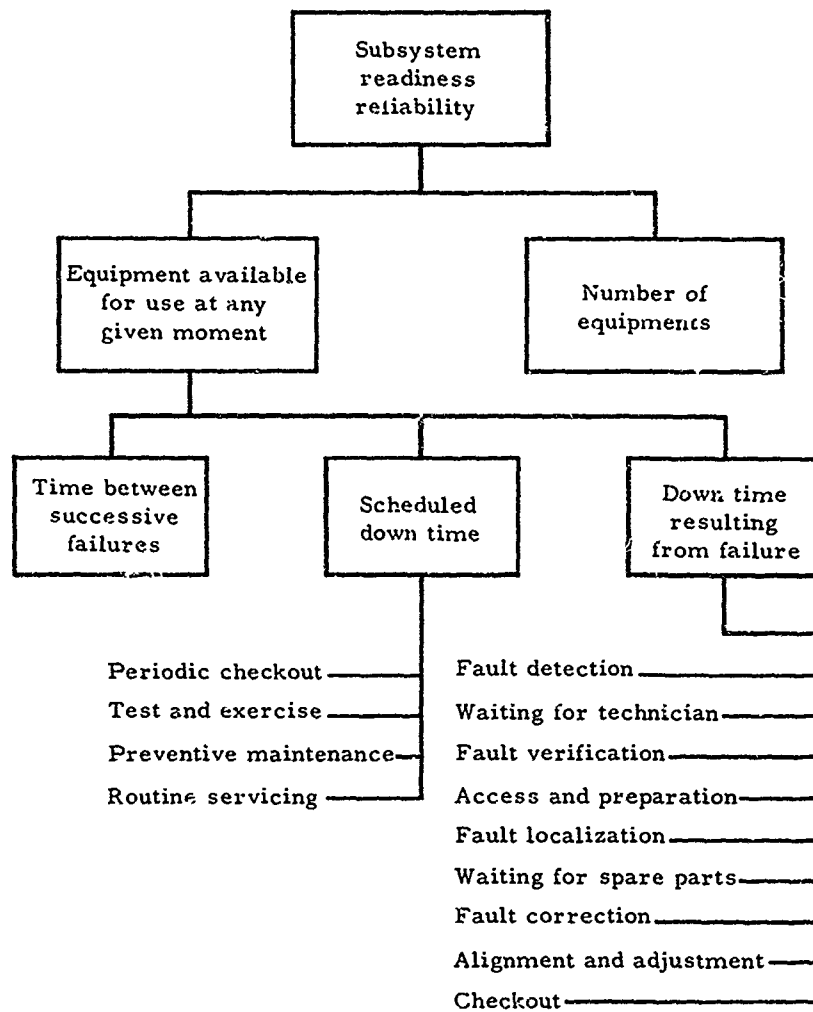 Subsystem
readiness
reliability
Equipment available
for use at any
given moment
Number of
equipments
Time between
successive
failures
Scheduled
down time
Down time
resulting
from failure
Periodic checkout
Test and exercise
Preventive maintenance
Routine servicing
Fault detection
Waiting for technician
Fault verification
Access and preparation
Fault localization
Waiting for spare parts
Fault correction
Alignment and adjustment
Checkout